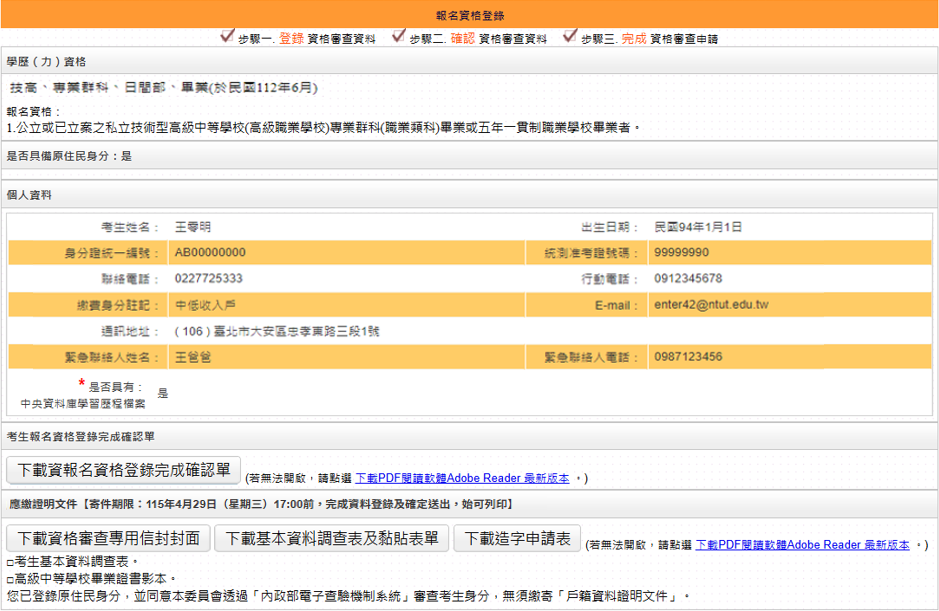 報名資格登錄
步驟一. 登錄 資格審查資料 步驟二. 確認 資格審查資料 步驟三. 完成 資格審查申請
學歷（力）資格
技高、專業群科、日間部、畢業(於民國112年6月)
報名資格：
1.公立或已立案之私立技術型高級中等學校(高級職業學校)專業群科(職業類科)畢業或五年一貫制職業學校畢業者。
是否具備原住民身分：是
個人資料
考生姓名： 王零明 出生日期： 民國94年1月1日
身分證統一編號： AB00000000 統測准考證號碼： 99999990
聯絡電話： 0227725333 行動電話： 0912345678
繳費身分註記： 中低收入戶 E-mail： enter42@ntut.edu.tw
通訊地址： ( 106 ) 臺北市大安區忠孝東路三段1號
緊急聯絡人姓名： 王爸爸 緊急聯絡人電話： 0987123456
* 是否具有： 是
中央資料庫學習歷程檔案
考生報名資格登錄完成確認單
下載資報名資格登錄完成確認單 (若無法開啟，請點選 下載PDF閱讀軟體Adobe Reader 最新版本 。)
應繳證明文件【寄件期限：115年4月29日（星期三）17:00前，完成資料登錄及確定送出，始可列印】
下載資格審查專用信封封面 下載基本資料調查表及黏貼表單 下載造字申請表 (若無法開啟，請點選 下載PDF閱讀軟體Adobe Reader 最新版本 。)
□考生基本資料調查表。
□高級中等學校畢業證書影本。
您已登錄原住民身分，並同意本委員會透過「內政部電子查驗機制系統」審查考生身分，無須繳寄「戶籍資料證明文件」。